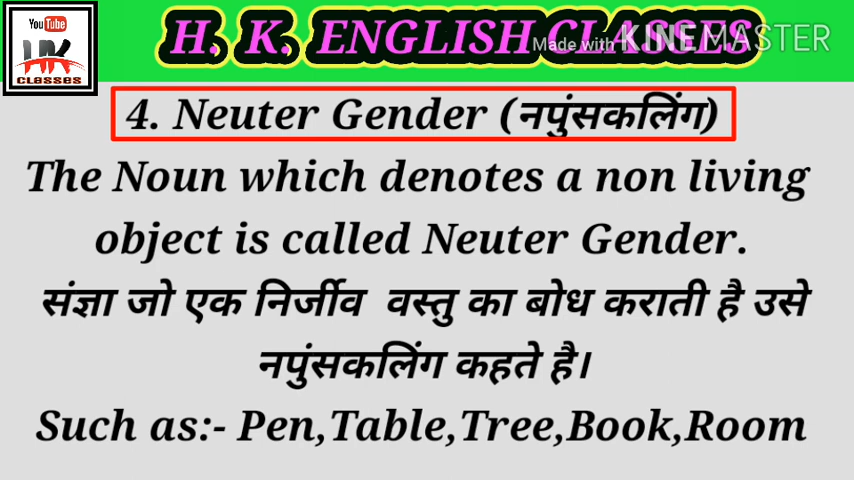 YouTube
HK
CLASSES
H. K. ENGLISH CLASSES
Made with KINEMASTER
4. Neuter Gender (नपुंसकलिंग)
The Noun which denotes a non living
object is called Neuter Gender.
संज्ञा जो एक निर्जीव वस्तु का बोध कराती है उसे
नपुंसकलिंग कहते है।
Such as:- Pen,Table,Tree,Book,Room